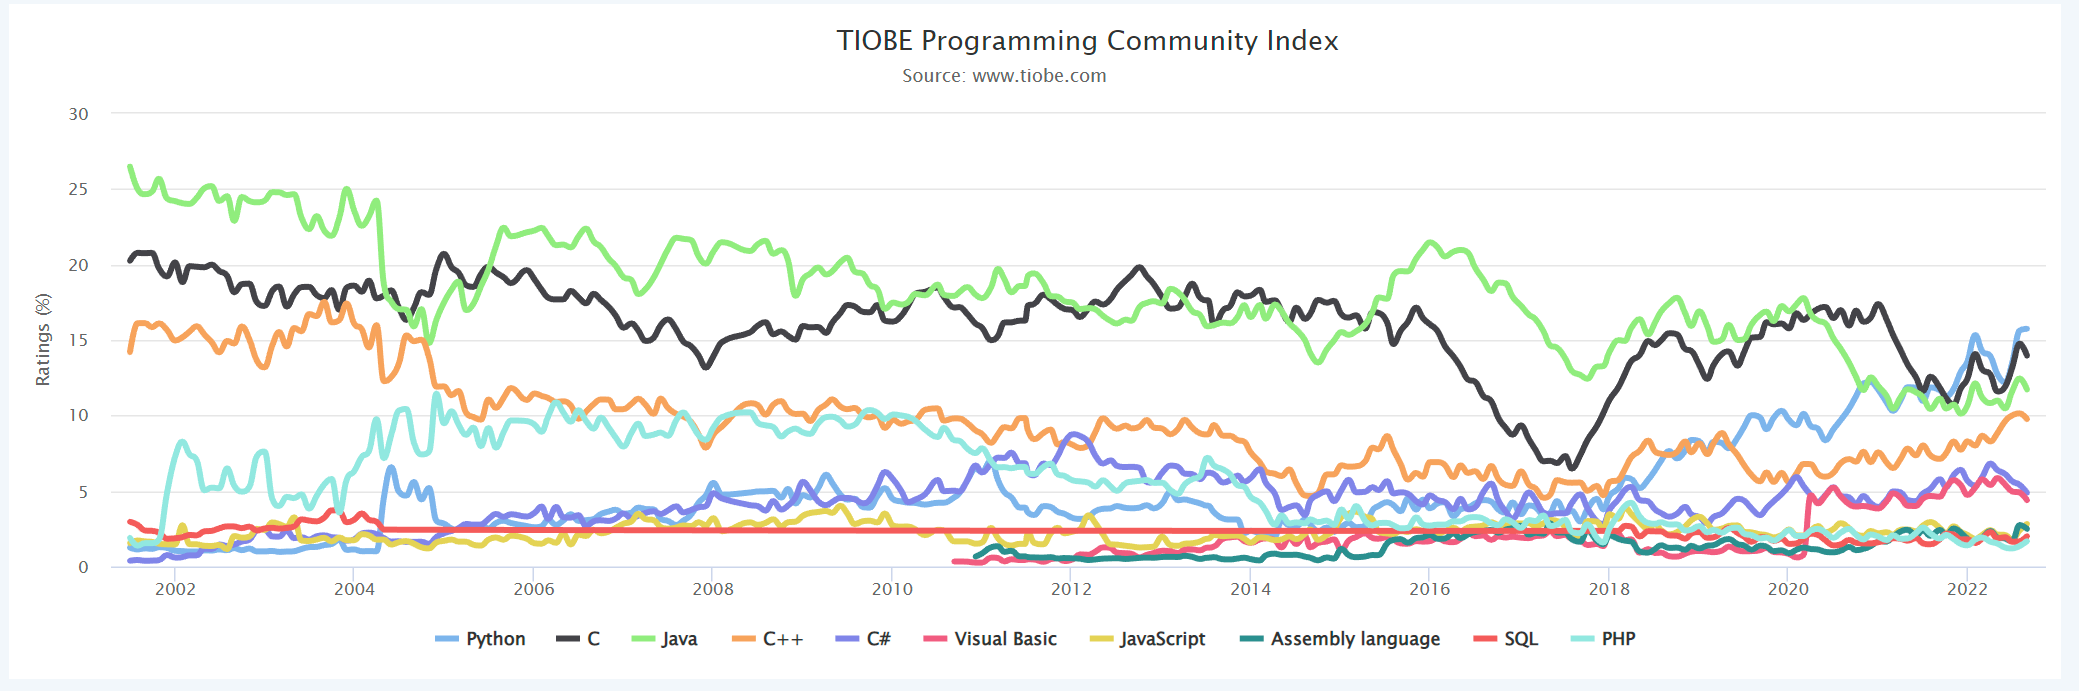 TIOBE Programming Community Index
Source: www.tiobe.com
Ratings (%)
30
25
20
15
10
5
0
2002 2004 2006 2008 2010 2012 2014 2016 2018 2020 2022
Python C Java C++ C# Visual Basic JavaScript Assembly language SQL PHP